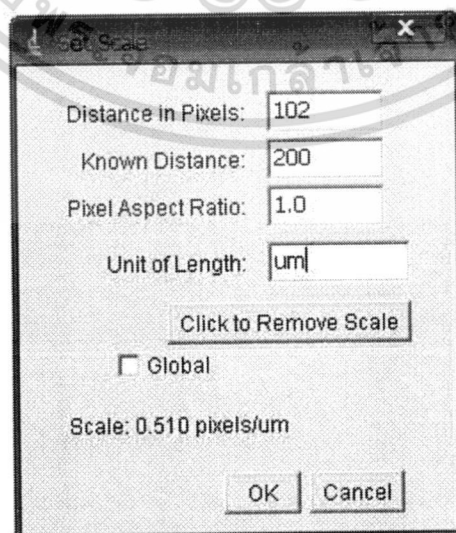 Set Scale
Distance in Pixels: 102
Known Distance: 200
Pixel Aspect Ratio: 1.0
Unit of Length: um
Click to Remove Scale
Global
Scale: 0.510 pixels/um
OK Cancel